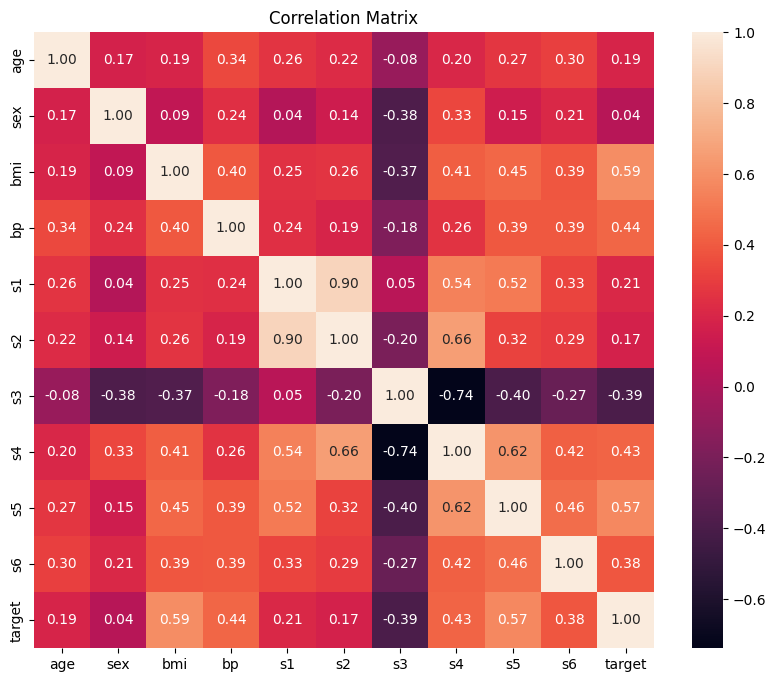 Correlation Matrix
age 1.00 0.17 0.19 0.34 0.26 0.22 -0.08 0.20 0.27 0.30 0.19
sex 0.17 1.00 0.09 0.24 0.04 0.14 -0.38 0.33 0.15 0.21 0.04
bmi 0.19 0.09 1.00 0.40 0.25 0.26 -0.37 0.41 0.45 0.39 0.59
bp 0.34 0.24 0.40 1.00 0.24 0.19 -0.18 0.26 0.39 0.39 0.44
s1 0.26 0.04 0.25 0.24 1.00 0.90 0.05 0.54 0.52 0.33 0.21
s2 0.22 0.14 0.26 0.19 0.90 1.00 -0.20 0.66 0.32 0.29 0.17
s3 -0.08 -0.38 -0.37 -0.18 0.05 -0.20 1.00 -0.74 -0.40 -0.27 -0.39
s4 0.20 0.33 0.41 0.26 0.54 0.66 -0.74 1.00 0.62 0.42 0.43
s5 0.27 0.15 0.45 0.39 0.52 0.32 -0.40 0.62 1.00 0.46 0.57
s6 0.30 0.21 0.39 0.39 0.33 0.29 -0.27 0.42 0.46 1.00 0.38
target 0.19 0.04 0.59 0.44 0.21 0.17 -0.39 0.43 0.57 0.38 1.00
age sex bmi bp s1 s2 s3 s4 s5 s6 target
1.0
0.8
0.6
0.4
0.2
0.0
−0.2
−0.4
−0.6